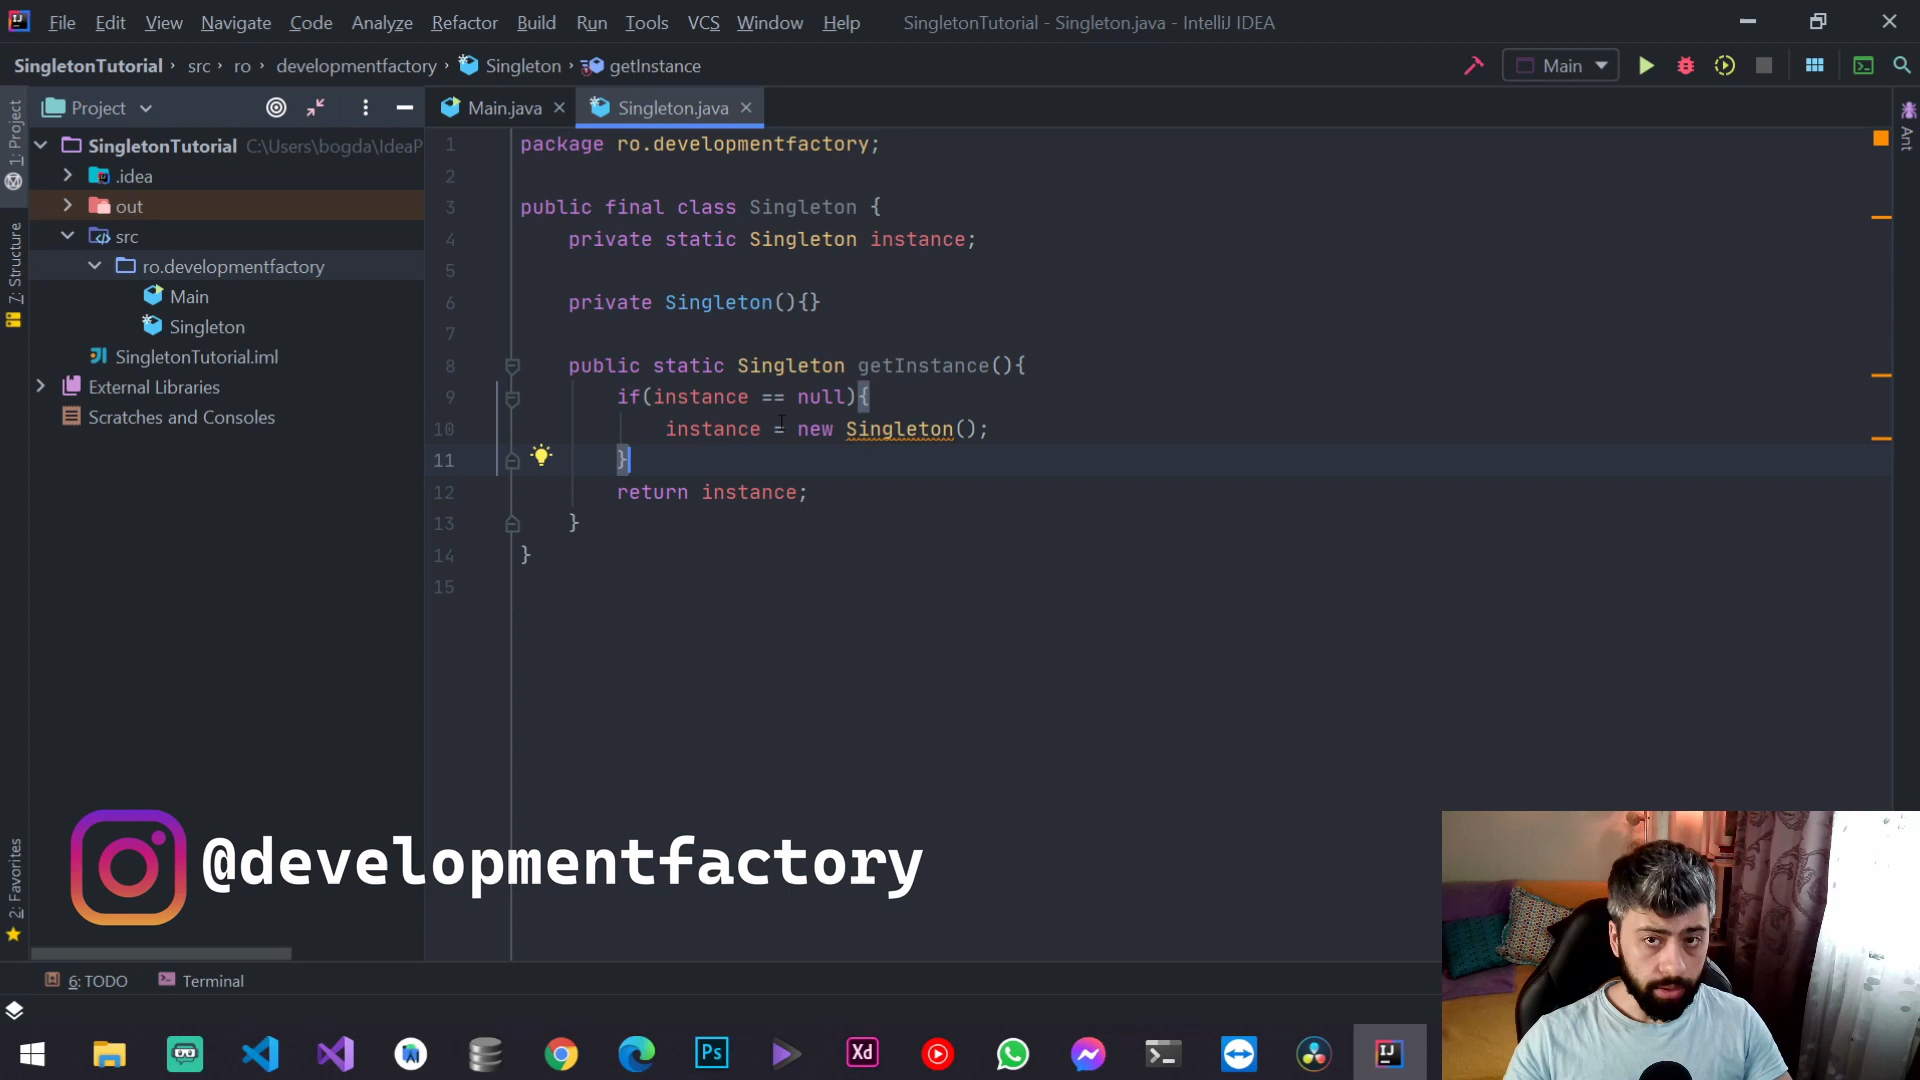 File Edit View Navigate Code Analyze Refactor Build Run Tools VCS Window Help SingletonTutorial - Singleton.java - IntelliJ IDEA
SingletonTutorial › src › ro › developmentfactory › Singleton › getInstance Main
Project Main.java Singleton.java
1: Project
7: Structure
2: Favorites
Ant
SingletonTutorial C:\Users\bogda\IdeaP
.idea
out
src
ro.developmentfactory
Main
Singleton
SingletonTutorial.iml
External Libraries
Scratches and Consoles
1 package ro.developmentfactory;
2
3 public final class Singleton {
4 private static Singleton instance;
5
6 private Singleton(){}
7
8 public static Singleton getInstance(){
9 if(instance == null){
10 instance = new Singleton();
11 }
12 return instance;
13 }
14 }
15
@developmentfactory
6: TODO Terminal
Ps Xd IJ